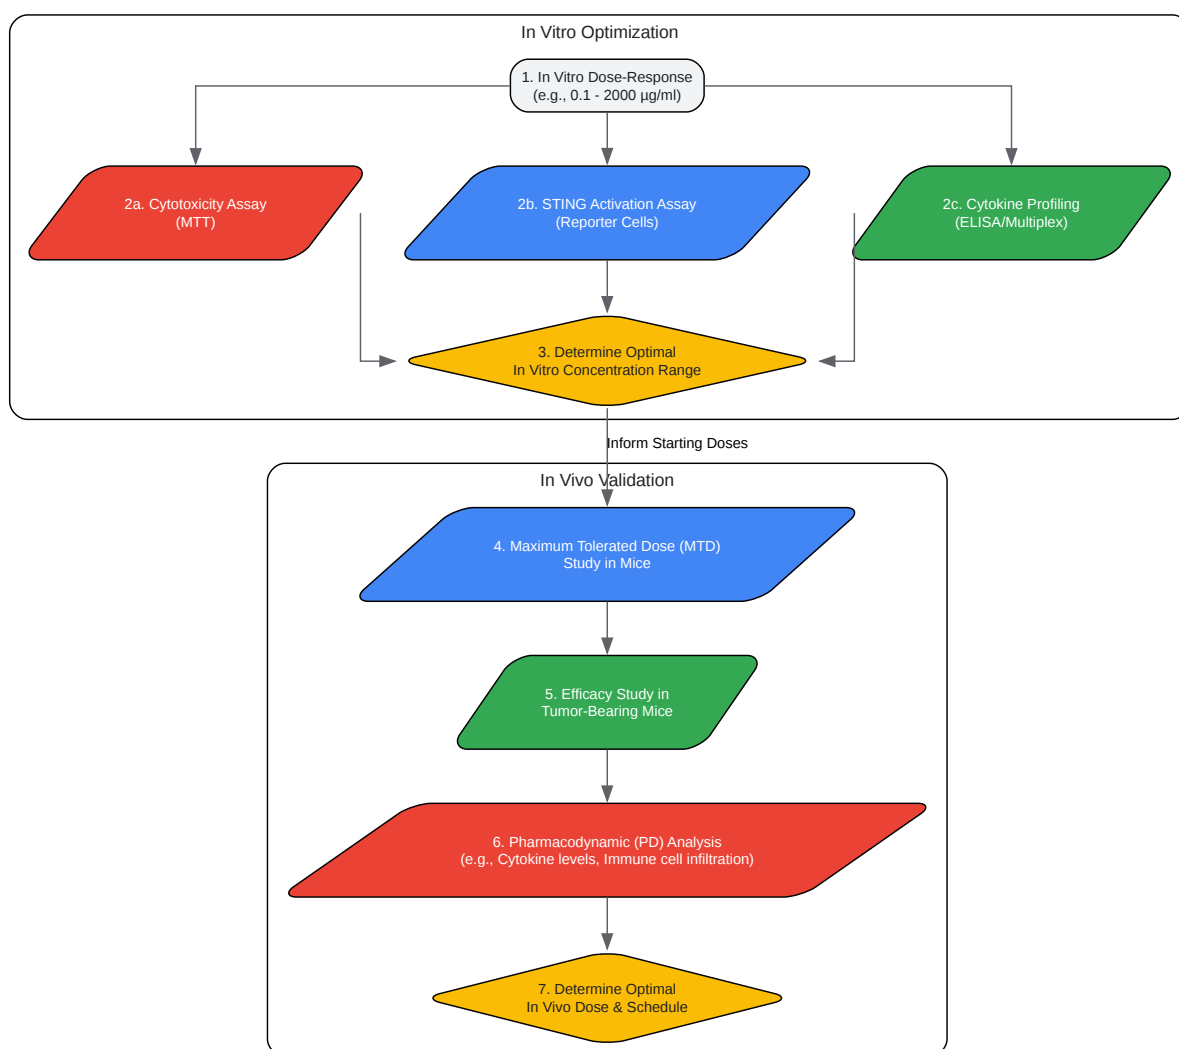 In Vitro Optimization
1. In Vitro Dose-Response
(e.g., 0.1 - 2000 µg/ml)
2a. Cytotoxicity Assay
(MTT)
2b. STING Activation Assay
(Reporter Cells)
2c. Cytokine Profiling
(ELISA/Multiplex)
3. Determine Optimal
In Vitro Concentration Range
Inform Starting Doses
In Vivo Validation
4. Maximum Tolerated Dose (MTD)
Study in Mice
5. Efficacy Study in
Tumor-Bearing Mice
6. Pharmacodynamic (PD) Analysis
(e.g., Cytokine levels, Immune cell infiltration)
7. Determine Optimal
In Vivo Dose & Schedule